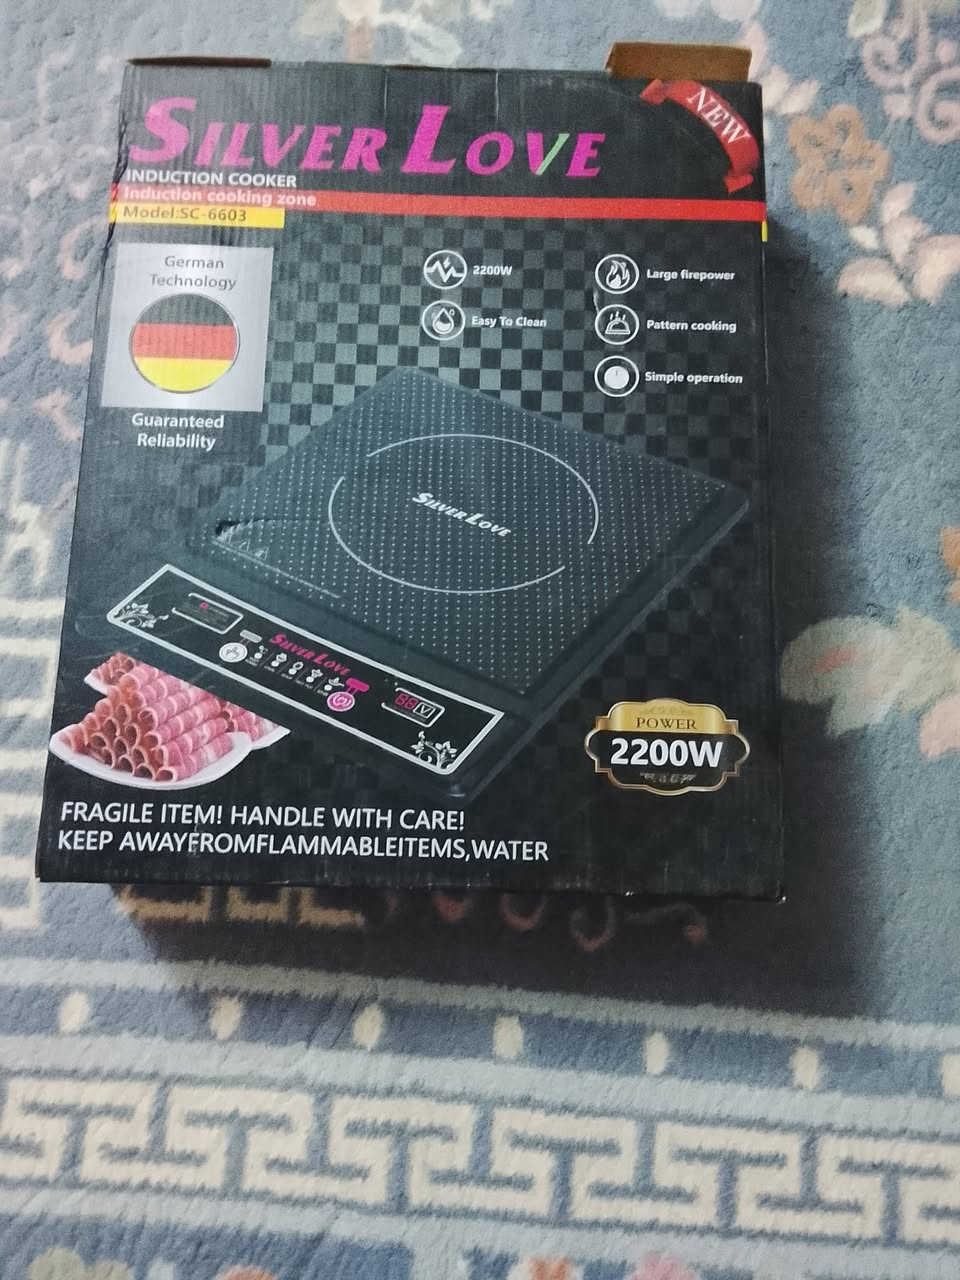 SILVER LOVE
NEW
INDUCTION COOKER
Induction cooking zone
Model:SC-6603
German
Technology
Guaranteed
Reliability
2200W
Easy To Clean
Large firepower
Pattern cooking
Simple operation
SILVER LOVE
SILVER LOVE
POWER
2200W
FRAGILE ITEM! HANDLE WITH CARE!
KEEP AWAYFROMFLAMMABLEITEMS,WATER